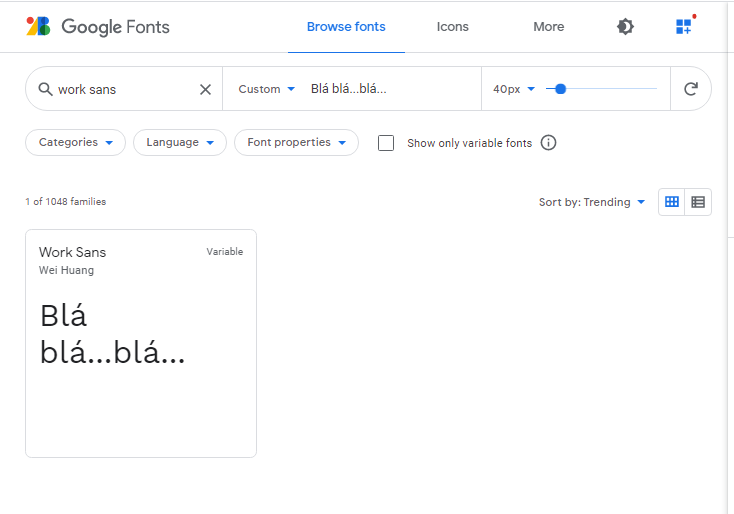 Google Fonts
Browse fonts
Icons
More
work sans
Custom
Blá blá...blá...
40px
Categories
Language
Font properties
Show only variable fonts
1 of 1048 families
Sort by: Trending
Work Sans
Variable
Wei Huang
Blá
blá...blá...